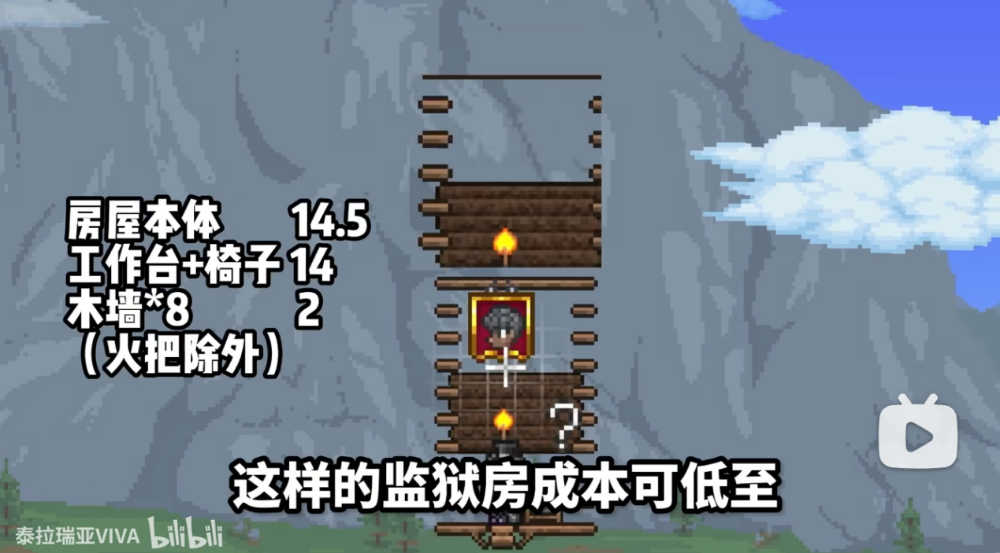 房屋本体 14.5
工作台+椅子 14
木墙*8 2
（火把除外）
?
这样的监狱房成本可低至
泰拉瑞亚VIVA bilibili